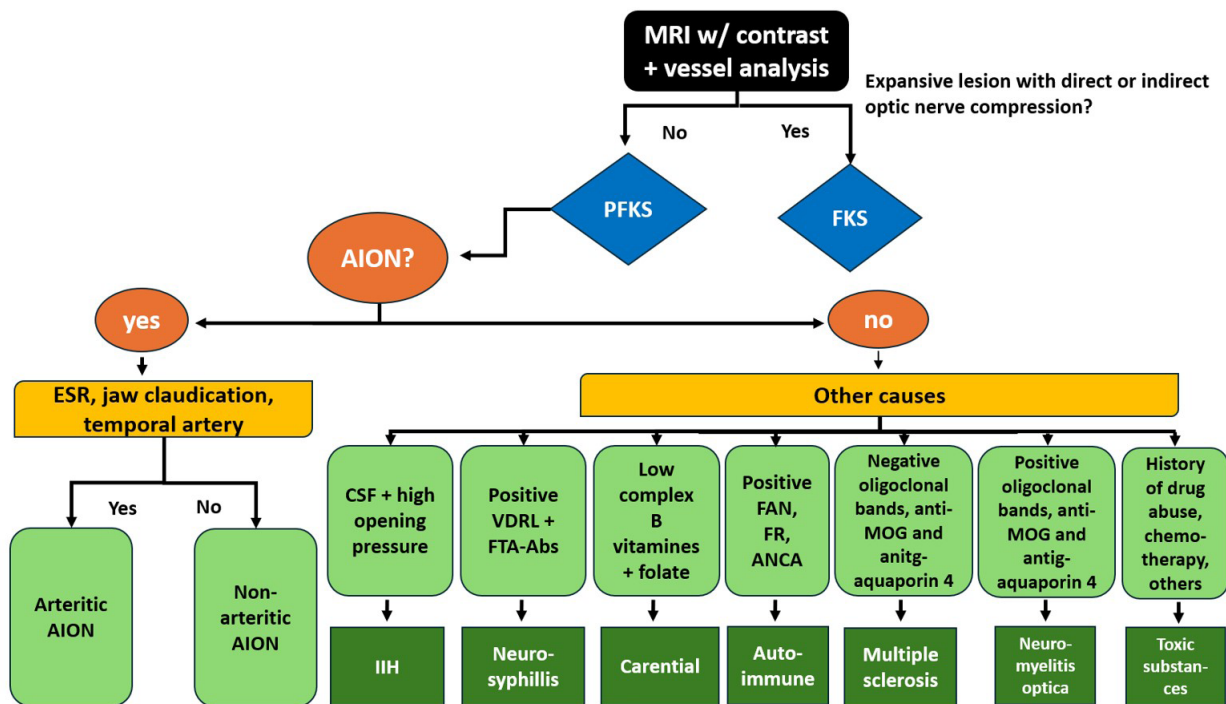 MRI w/ contrast
+ vessel analysis
Expansive lesion with direct or indirect
optic nerve compression?
No
Yes
PFKS
FKS
AION?
yes
no
ESR, jaw claudication,
temporal artery
Other causes
Yes
No
Arteritic
AION
Non-
arteritic
AION
CSF + high
opening
pressure
Positive
VDRL +
FTA-Abs
Low
complex
B
vitamines
+ folate
Positive
FAN,
FR,
ANCA
Negative
oligoclonal
bands, anti-
MOG and
anitg-
aquaporin 4
Positive
oligoclonal
bands, anti-
MOG and
antig-
aquaporin 4
History
of drug
abuse,
chemo-
therapy,
others
IIH
Neuro-
syphillis
Carential
Auto-
immune
Multiple
sclerosis
Neuro-
myelitis
optica
Toxic
substan-
ces